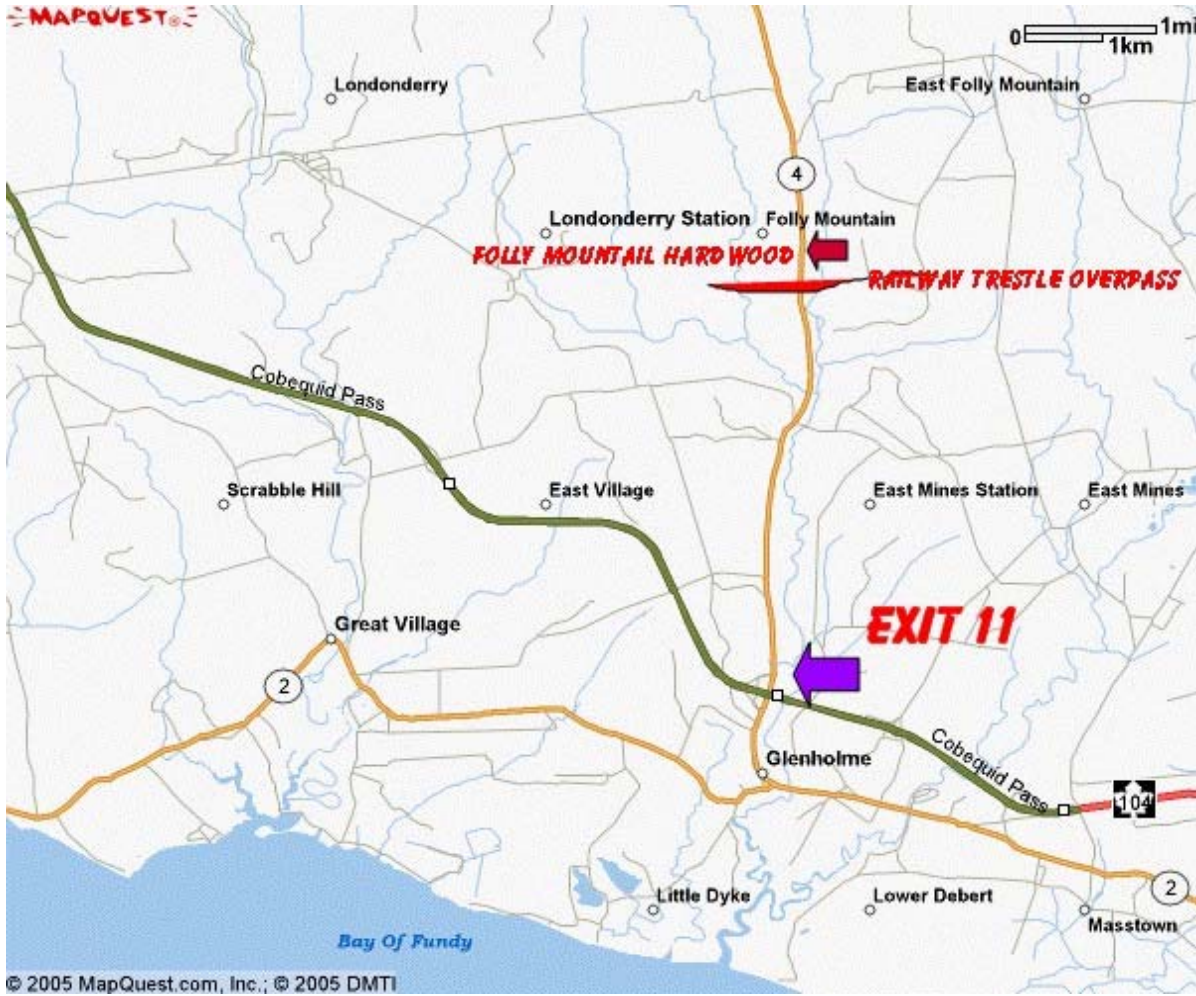 MAPQUEST®
0 1mi
1km
Londonderry
East Folly Mountain
4
Londonderry Station
Folly Mountain
FOLLY MOUNTAIL HARDWOOD
RAILWAY TRESTLE OVERPASS
Cobequid Pass
Scrabble Hill
East Village
East Mines Station
East Mines
EXIT 11
Great Village
2
Glenholme
Cobequid Pass
104
2
Little Dyke
Lower Debert
Masstown
Bay Of Fundy
© 2005 MapQuest.com, Inc.; © 2005 DMTI